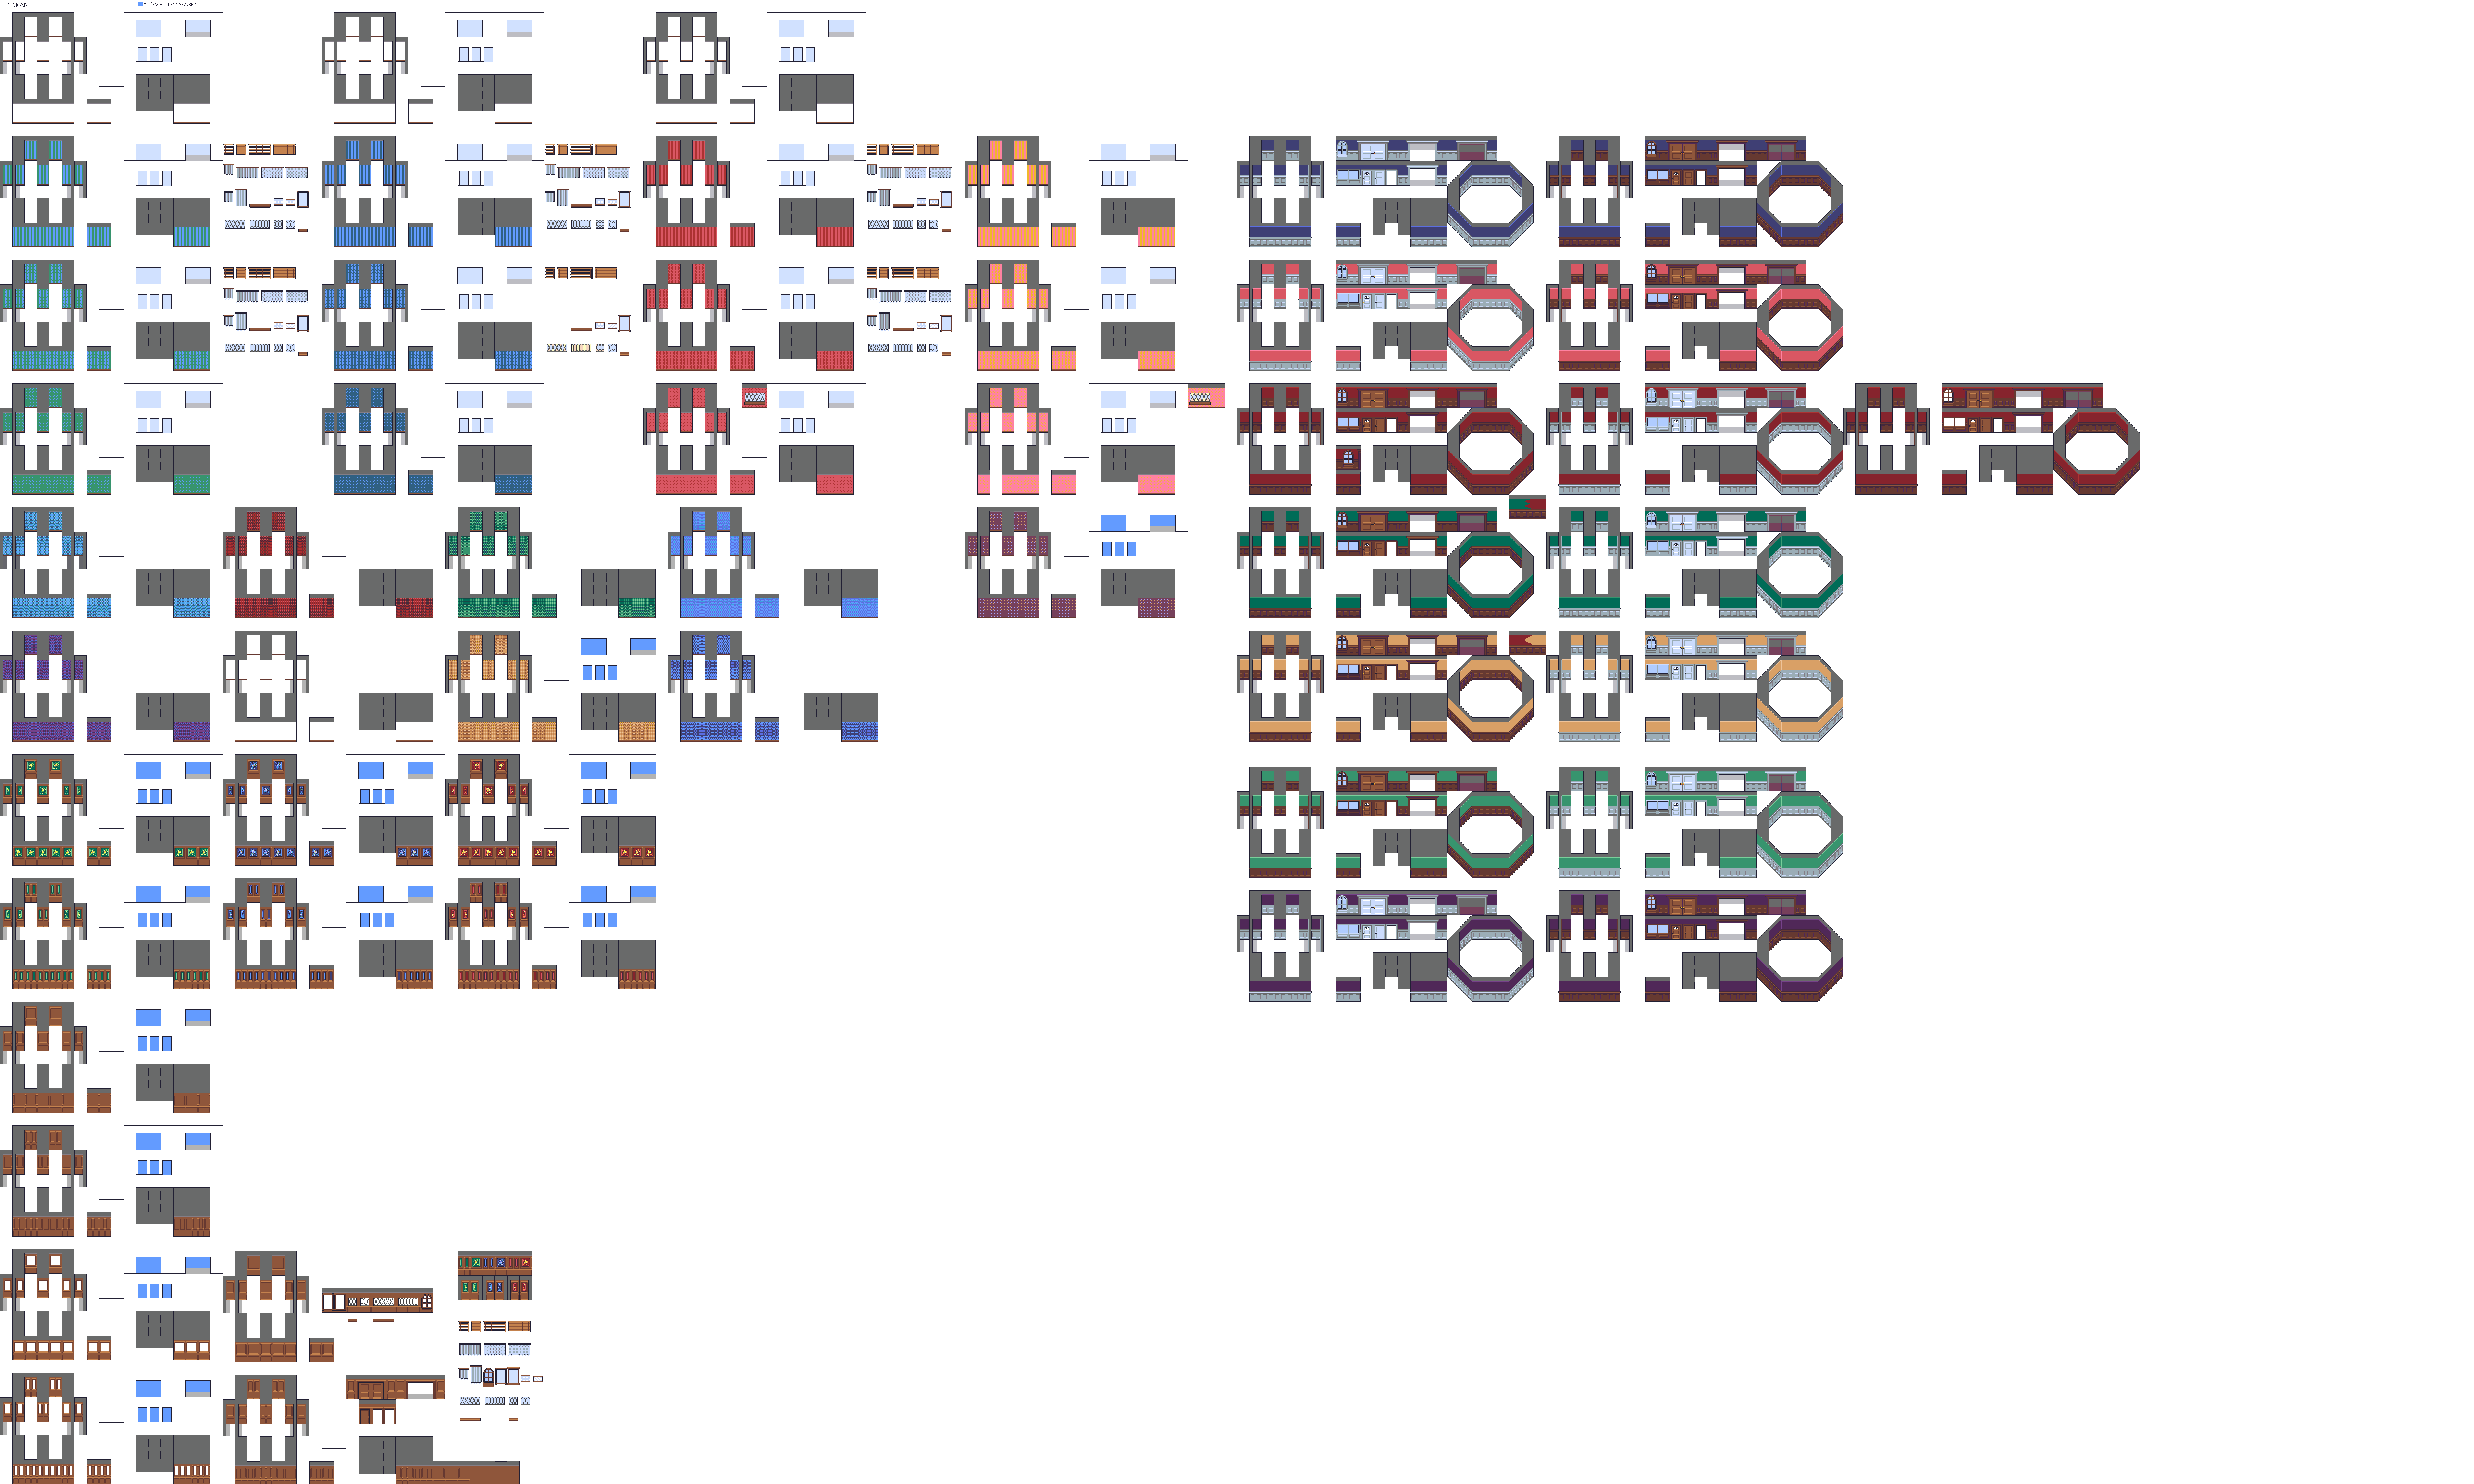 Victorian
= Make transparent